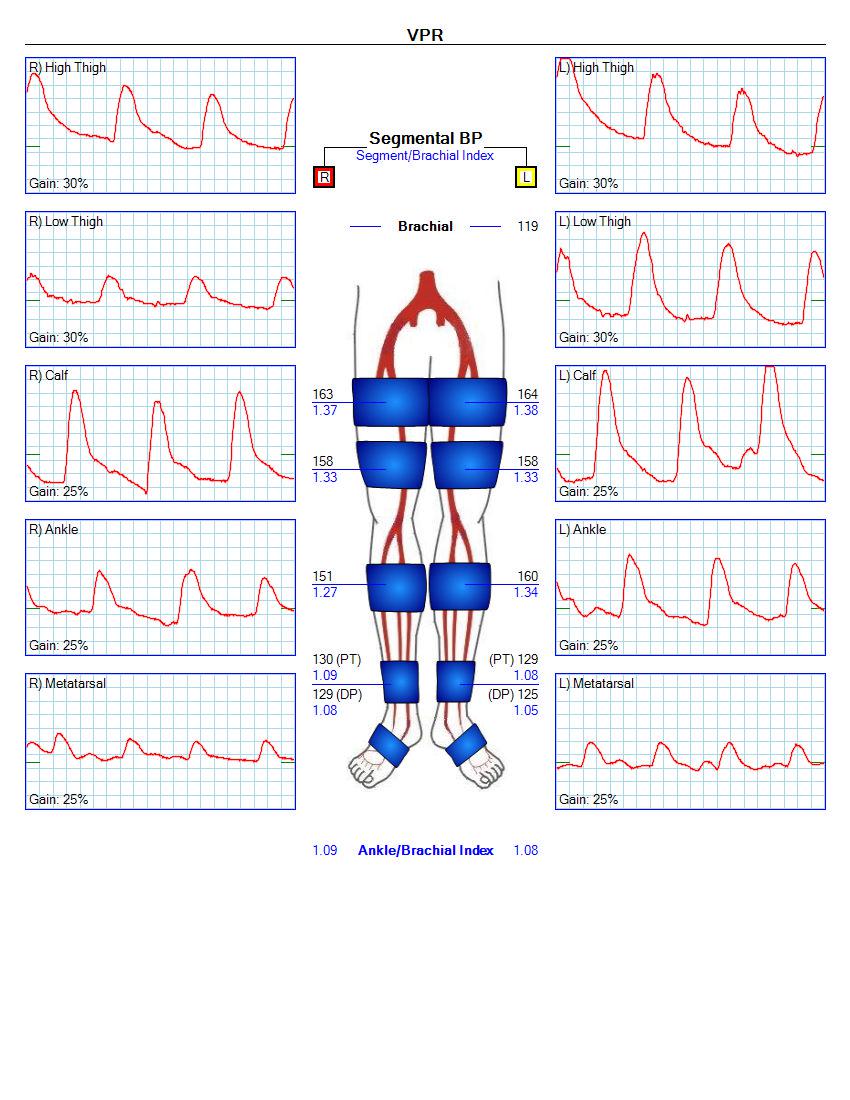 VPR
R) High Thigh
Gain: 30%
L) High Thigh
Gain: 30%
Segmental BP
Segment/Brachial Index
R
L
Brachial 119
R) Low Thigh
Gain: 30%
L) Low Thigh
Gain: 30%
R) Calf
Gain: 25%
L) Calf
Gain: 25%
163 164
1.37 1.38
158 158
1.33 1.33
R) Ankle
Gain: 25%
L) Ankle
Gain: 25%
151 160
1.27 1.34
130 (PT) (PT) 129
1.09 1.08
129 (DP) (DP) 125
1.08 1.05
R) Metatarsal
Gain: 25%
L) Metatarsal
Gain: 25%
1.09 Ankle/Brachial Index 1.08